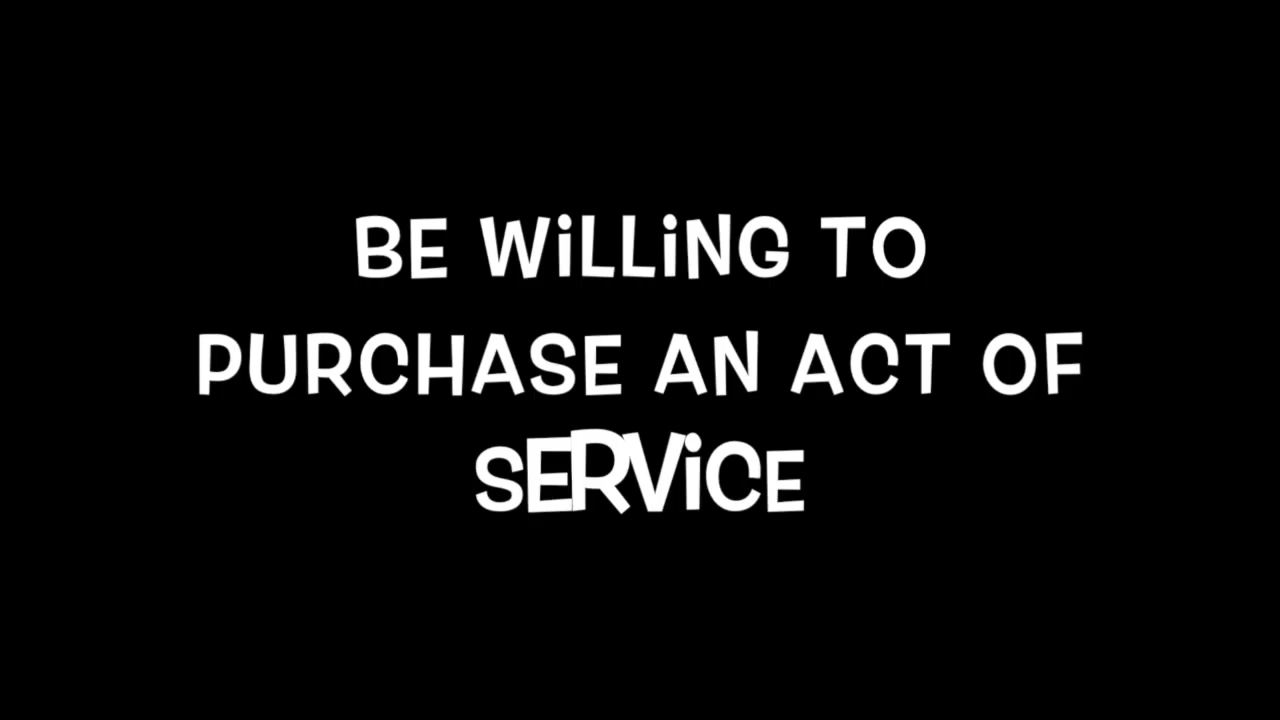 BE WiLLiNG TO
PURCHASE AN ACT OF
SERViCE